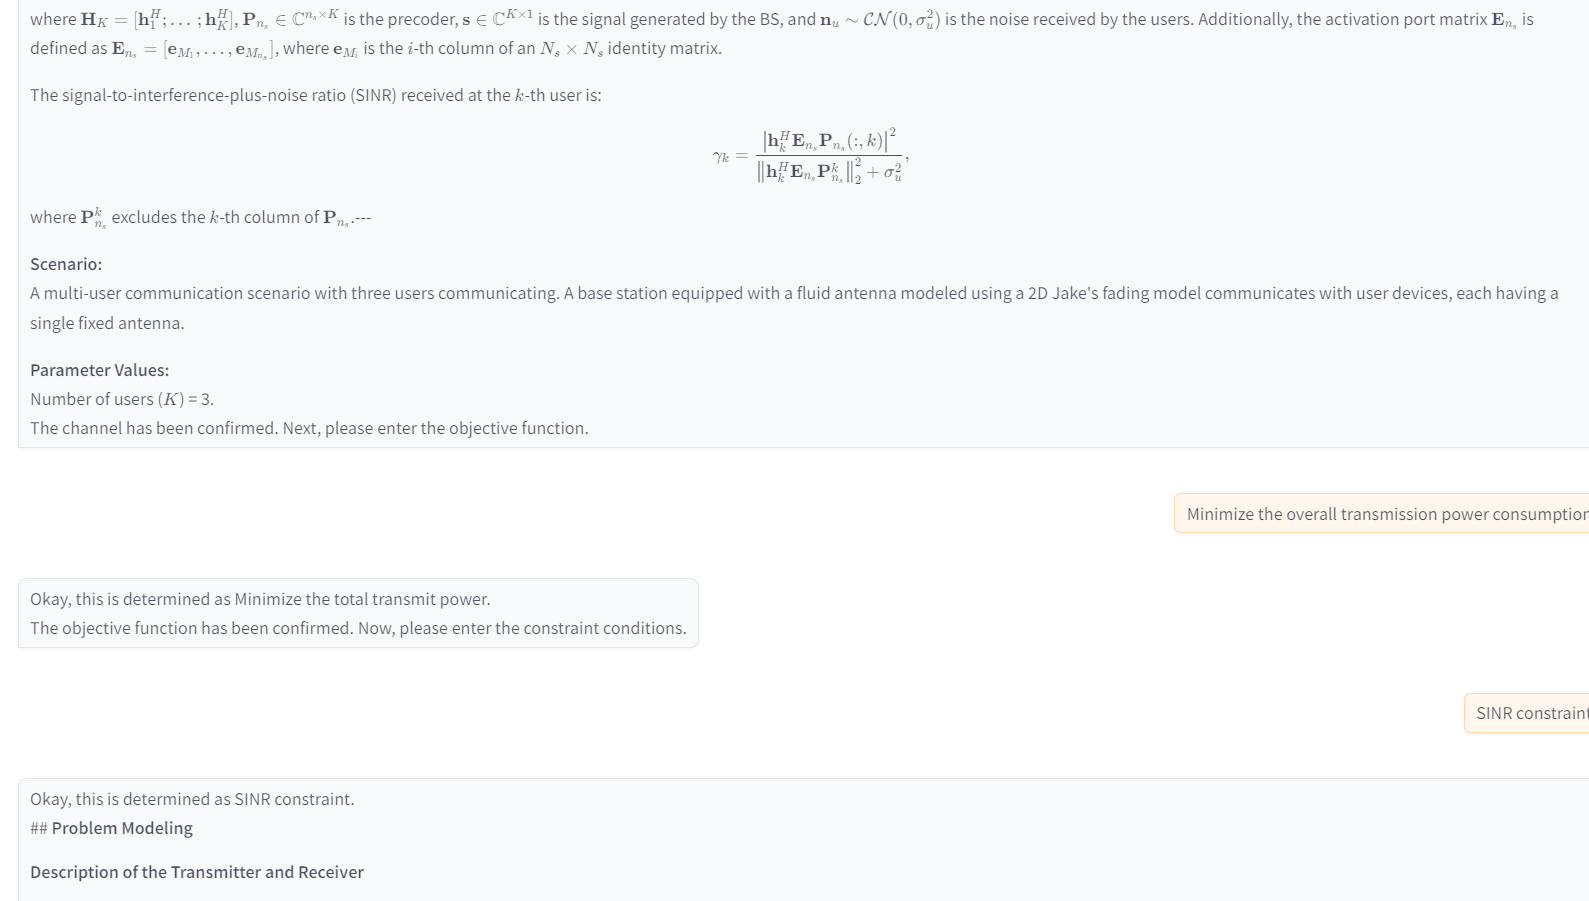 where $\mathbf{H}_K = [\mathbf{h}_1^H; \ldots; \mathbf{h}_K^H]$, $\mathbf{P}_{n_s} \in \mathbb{C}^{n_s \times K}$ is the precoder, $\mathbf{s} \in \mathbb{C}^{K \times 1}$ is the signal generated by the BS, and $\mathbf{n}_u \sim \mathcal{CN}(0, \sigma_u^2)$ is the noise received by the users. Additionally, the activation port matrix $\mathbf{E}_{n_s}$ is
defined as $\mathbf{E}_{n_s} = [\mathbf{e}_{M_1}, \ldots, \mathbf{e}_{M_{n_s}}]$, where $\mathbf{e}_{M_i}$ is the $i$-th column of an $N_s \times N_s$ identity matrix.
The signal-to-interference-plus-noise ratio (SINR) received at the $k$-th user is:
$\gamma_k = \frac{\left|\mathbf{h}_k^H \mathbf{E}_{n_s} \mathbf{P}_{n_s}(:, k)\right|^2}{\left\|\mathbf{h}_k^H \mathbf{E}_{n_s} \mathbf{P}_{n_s}^k\right\|_2^2 + \sigma_u^2},$
where $\mathbf{P}_{n_s}^k$ excludes the $k$-th column of $\mathbf{P}_{n_s}$.---
Scenario:
A multi-user communication scenario with three users communicating. A base station equipped with a fluid antenna modeled using a 2D Jake's fading model communicates with user devices, each having a
single fixed antenna.
Parameter Values:
Number of users ($K$) = 3.
The channel has been confirmed. Next, please enter the objective function.
Minimize the overall transmission power consumption
Okay, this is determined as Minimize the total transmit power.
The objective function has been confirmed. Now, please enter the constraint conditions.
SINR constraint
Okay, this is determined as SINR constraint.
## Problem Modeling
Description of the Transmitter and Receiver